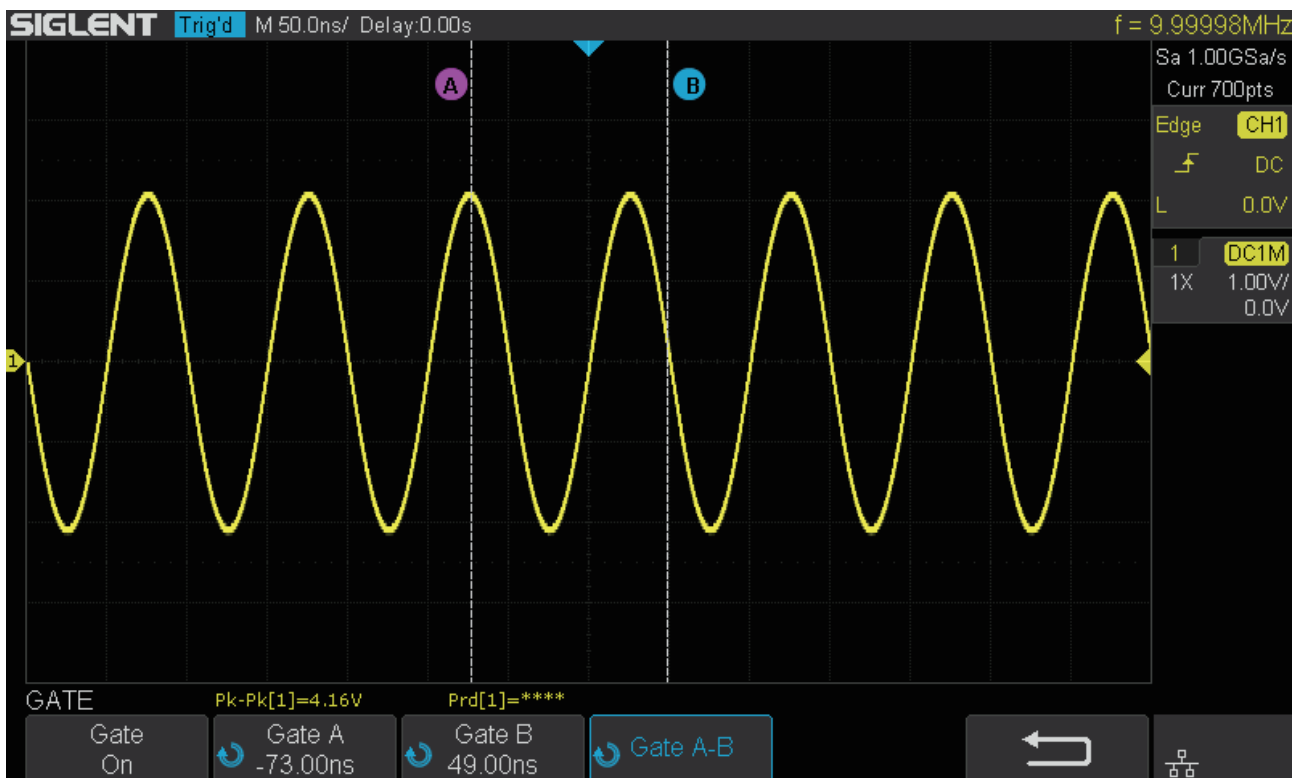 SIGLENT Trig'd M 50.0ns/ Delay:0.00s f = 9.99998MHz
Sa 1.00GSa/s
Curr 700pts
A B
Edge CH1
DC
L 0.0V
1 DC1M
1X 1.00V/
0.0V
1
GATE Pk-Pk[1]=4.16V Prd[1]=****
Gate Gate A Gate B Gate A-B
On -73.00ns 49.00ns